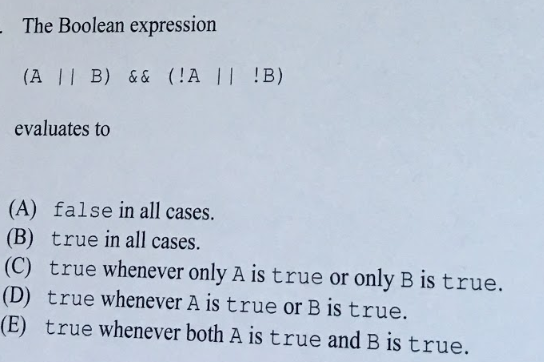 The Boolean expression
(A || B) && (!A || !B)
evaluates to
(A) false in all cases.
(B) true in all cases.
(C) true whenever only A is true or only B is true.
(D) true whenever A is true or B is true.
(E) true whenever both A is true and B is true.